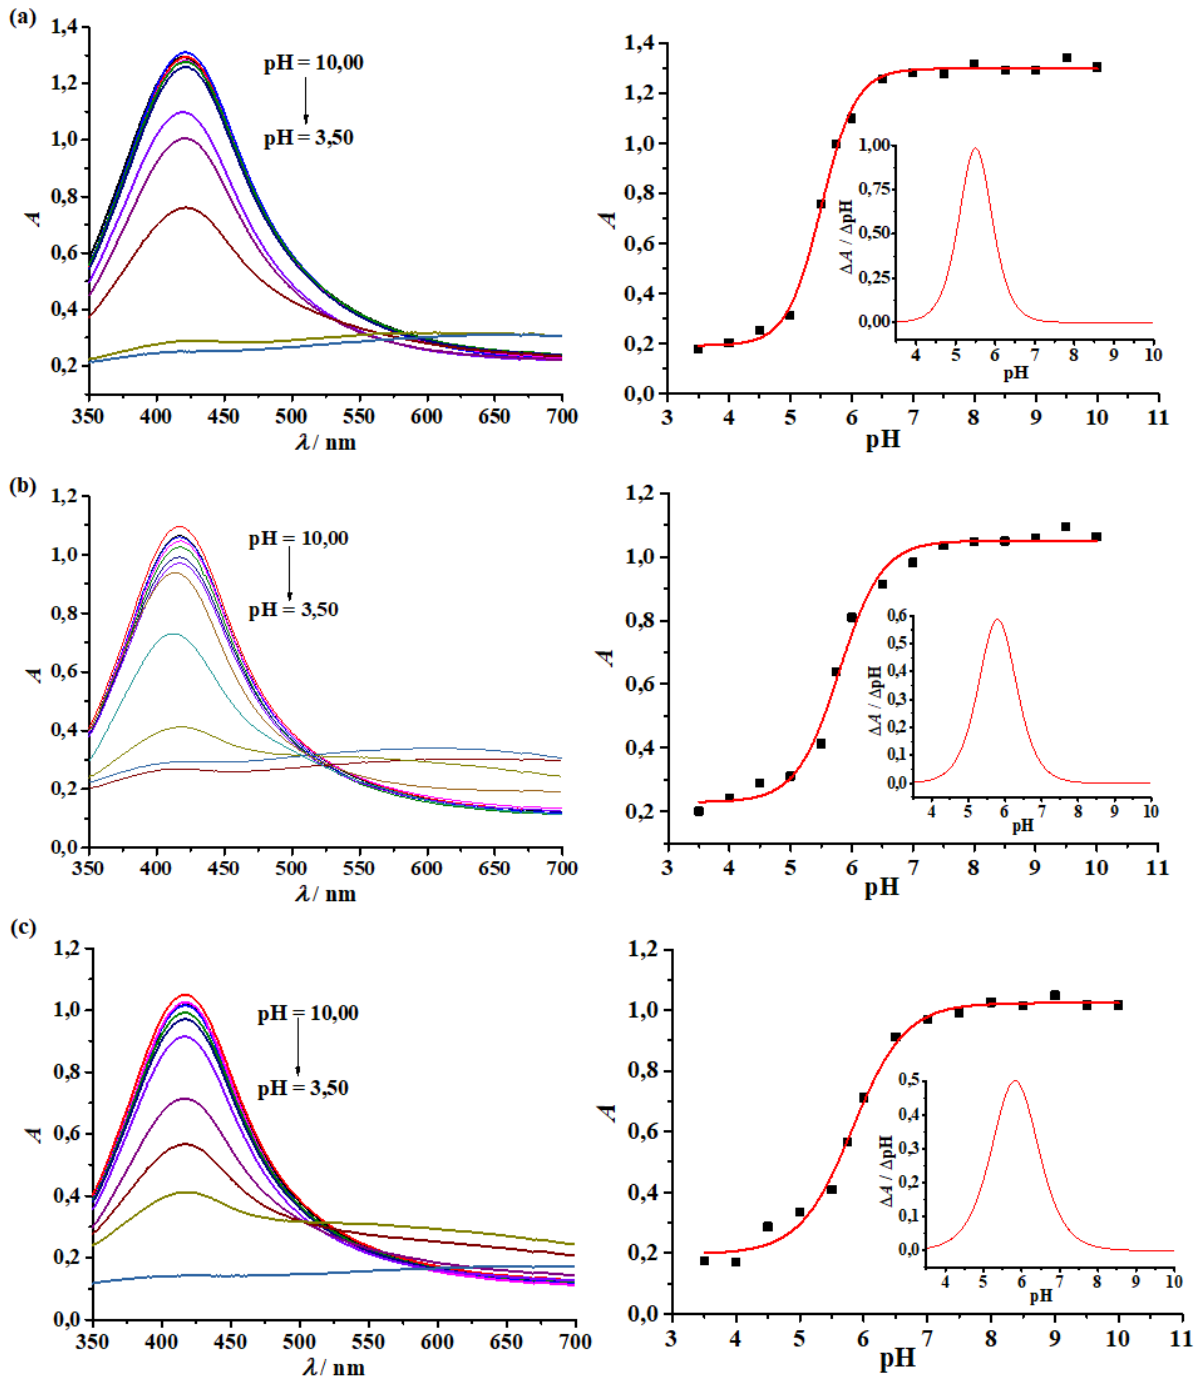 (a)
1,4
1,2
1,0
0,8
0,6
0,4
0,2
A
pH = 10,00
pH = 3,50
350 400 450 500 550 600 650 700
λ / nm
1,4
1,2
1,0
0,8
0,6
0,4
0,2
0,0
A
3 4 5 6 7 8 9 10 11
pH
1,00
0,75
0,50
0,25
0,00
ΔA / ΔpH
4 5 6 7 8 9 10
pH
(b)
1,2
1,0
0,8
0,6
0,4
0,2
0,0
A
pH = 10,00
pH = 3,50
350 400 450 500 550 600 650 700
λ / nm
1,2
1,0
0,8
0,6
0,4
0,2
A
3 4 5 6 7 8 9 10 11
pH
0,6
0,5
0,4
0,3
0,2
0,1
0,0
ΔA / ΔpH
4 5 6 7 8 9 10
pH
(c)
1,2
1,0
0,8
0,6
0,4
0,2
0,0
A
pH = 10,00
pH = 3,50
350 400 450 500 550 600 650 700
λ / nm
1,2
1,0
0,8
0,6
0,4
0,2
0,0
A
3 4 5 6 7 8 9 10 11
pH
0,5
0,4
0,3
0,2
0,1
0,0
ΔA / ΔpH
4 5 6 7 8 9 10
pH